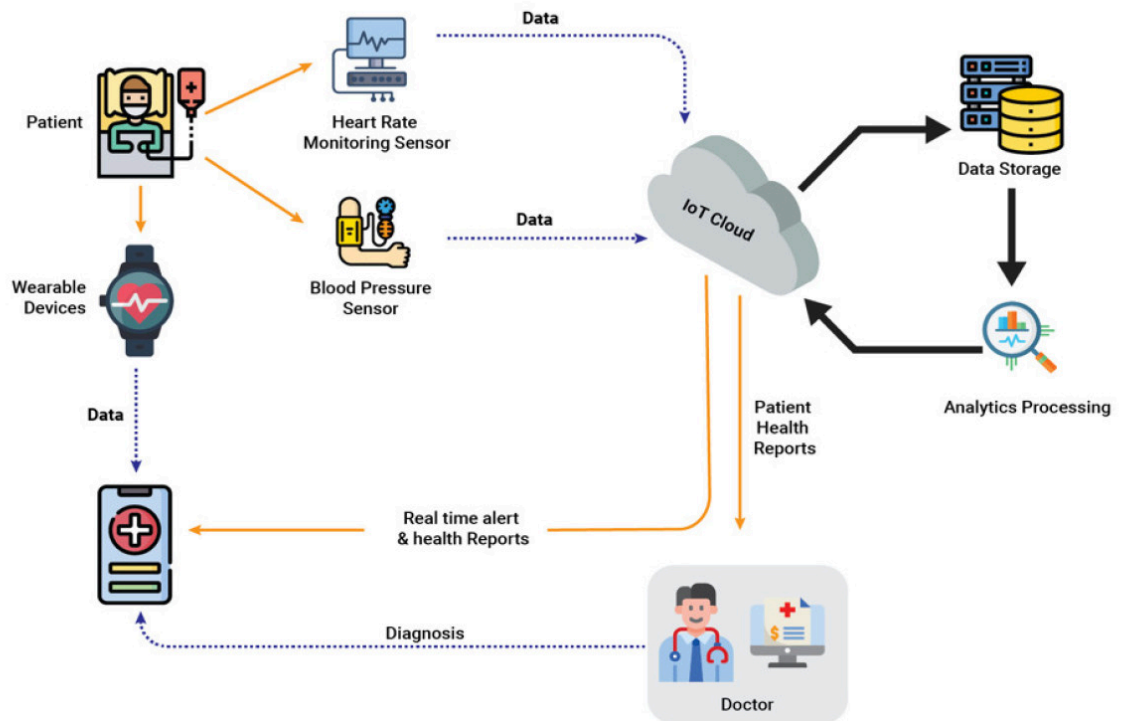 Data
Patient
Heart Rate
Monitoring Sensor
Data Storage
IoT Cloud
Data
Wearable
Devices
Blood Pressure
Sensor
Analytics Processing
Data
Patient
Health
Reports
Real time alert
& health Reports
Diagnosis
$
Doctor